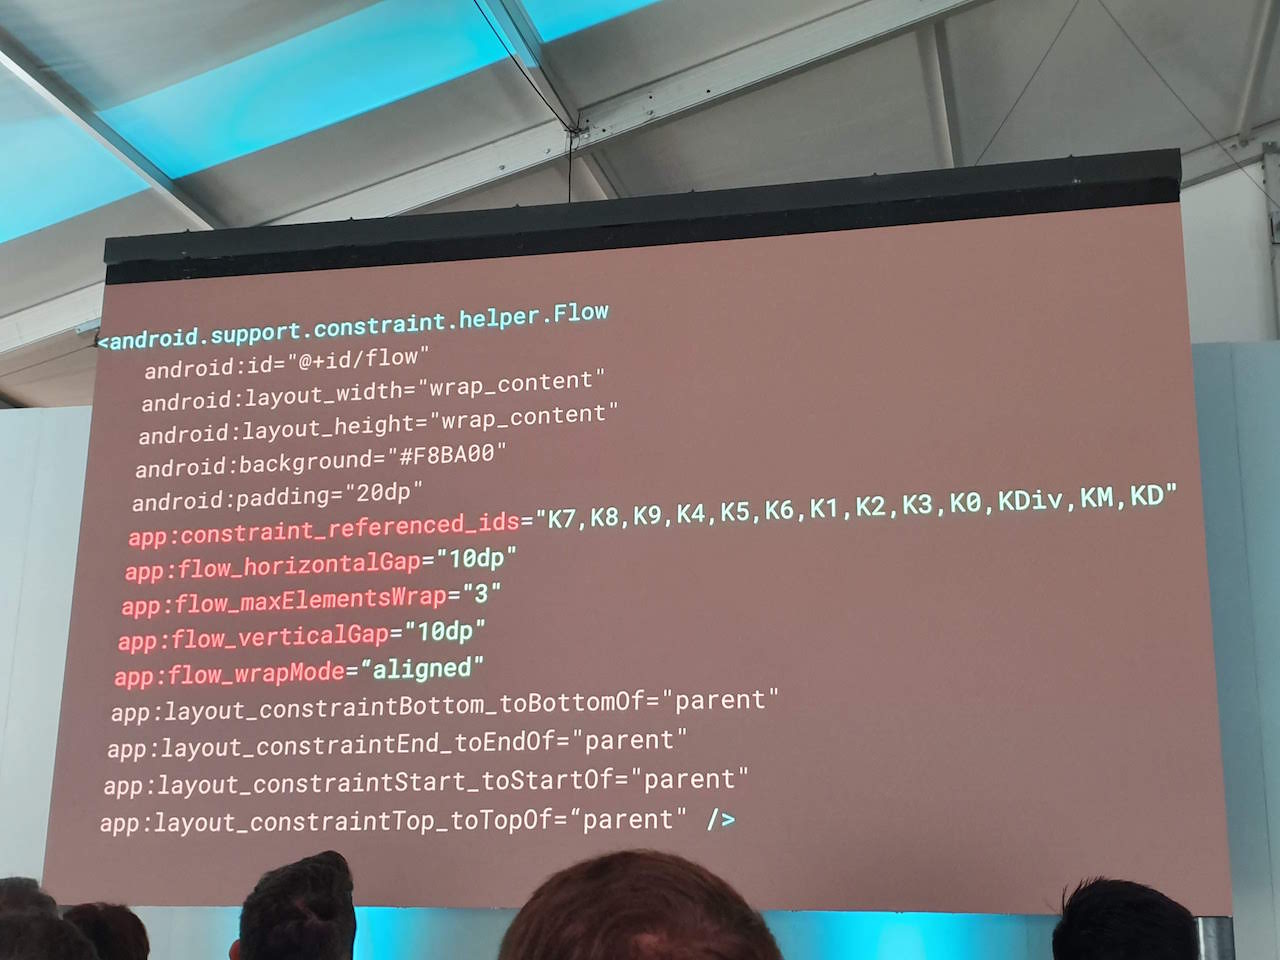 <android.support.constraint.helper.Flow
android:id="@+id/flow"
android:layout_width="wrap_content"
android:layout_height="wrap_content"
android:background="#F8BA00"
android:padding="20dp"
app:constraint_referenced_ids="K7,K8,K9,K4,K5,K6,K1,K2,K3,K0,KDiv,KM,KD"
app:flow_horizontalGap="10dp"
app:flow_maxElementsWrap="3"
app:flow_verticalGap="10dp"
app:flow_wrapMode=“aligned"
app:layout_constraintBottom_toBottomOf="parent"
app:layout_constraintEnd_toEndOf="parent"
app:layout_constraintStart_toStartOf="parent"
app:layout_constraintTop_toTopOf=“parent" />